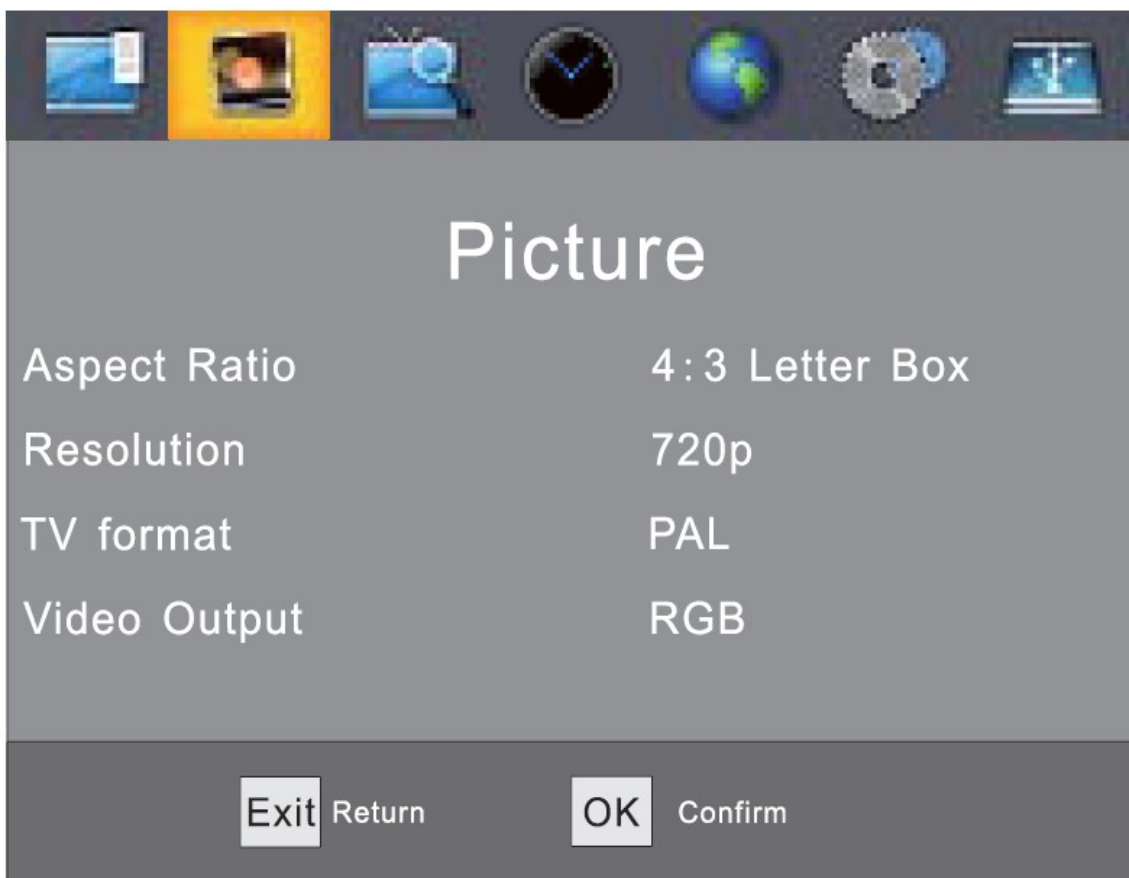 Picture
Aspect Ratio 4:3 Letter Box
Resolution 720p
TV format PAL
Video Output RGB
Exit Return OK Confirm